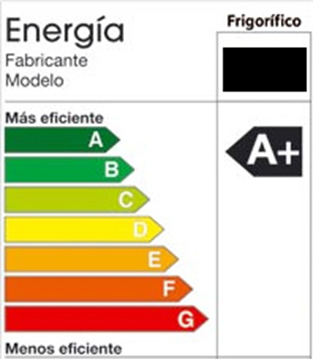 Energía
Frigorífico
Fabricante
Modelo
Más eficiente
A
A+
B
C
D
E
F
G
Menos eficiente